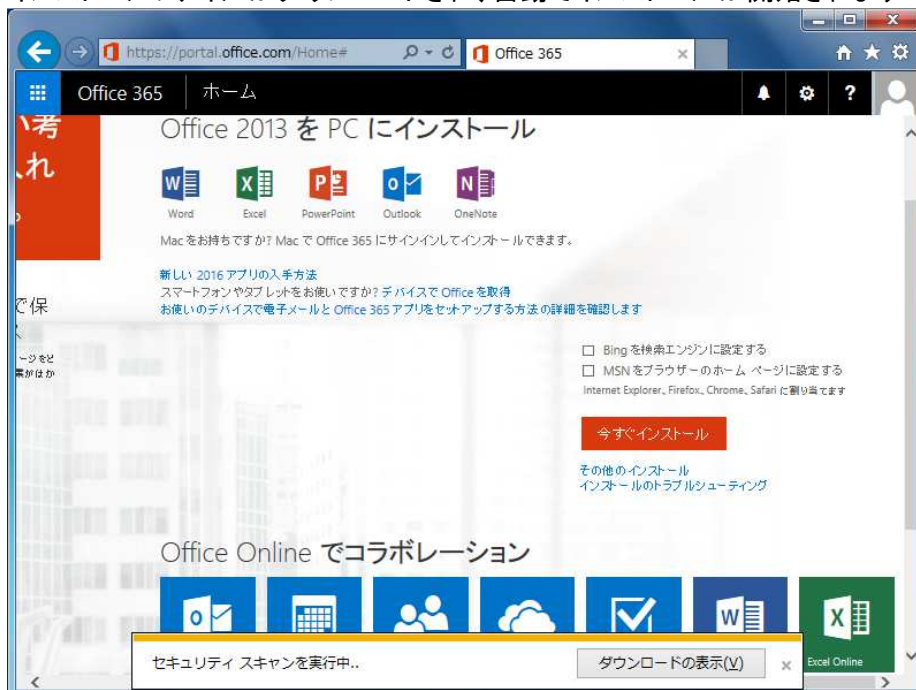 https://portal.office.com/Home#
Office 365
Office 365
ホーム
?
い考
Office 2013 を PC にインストール
れ
Word
Excel
PowerPoint
Outlook
OneNote
Mac をお持ちですか? Mac で Office 365 にサインインしてインストールできます。
新しい 2016 アプリの入手方法
スマートフォンやタブレットをお使いですか? デバイスで Office を取得
で保
お使いのデバイスで電子メールと Office 365 アプリをセットアップする方法の詳細を確認します
Bing を検索エンジンに設定する
MSN をブラウザーのホーム ページに設定する
Internet Explorer、Firefox、Chrome、Safari に割り当てます
今すぐインストール
その他のインストール
インストールのトラブルシューティング
Office Online でコラボレーション
セキュリティ スキャンを実行中..
ダウンロードの表示(V)
Excel Online